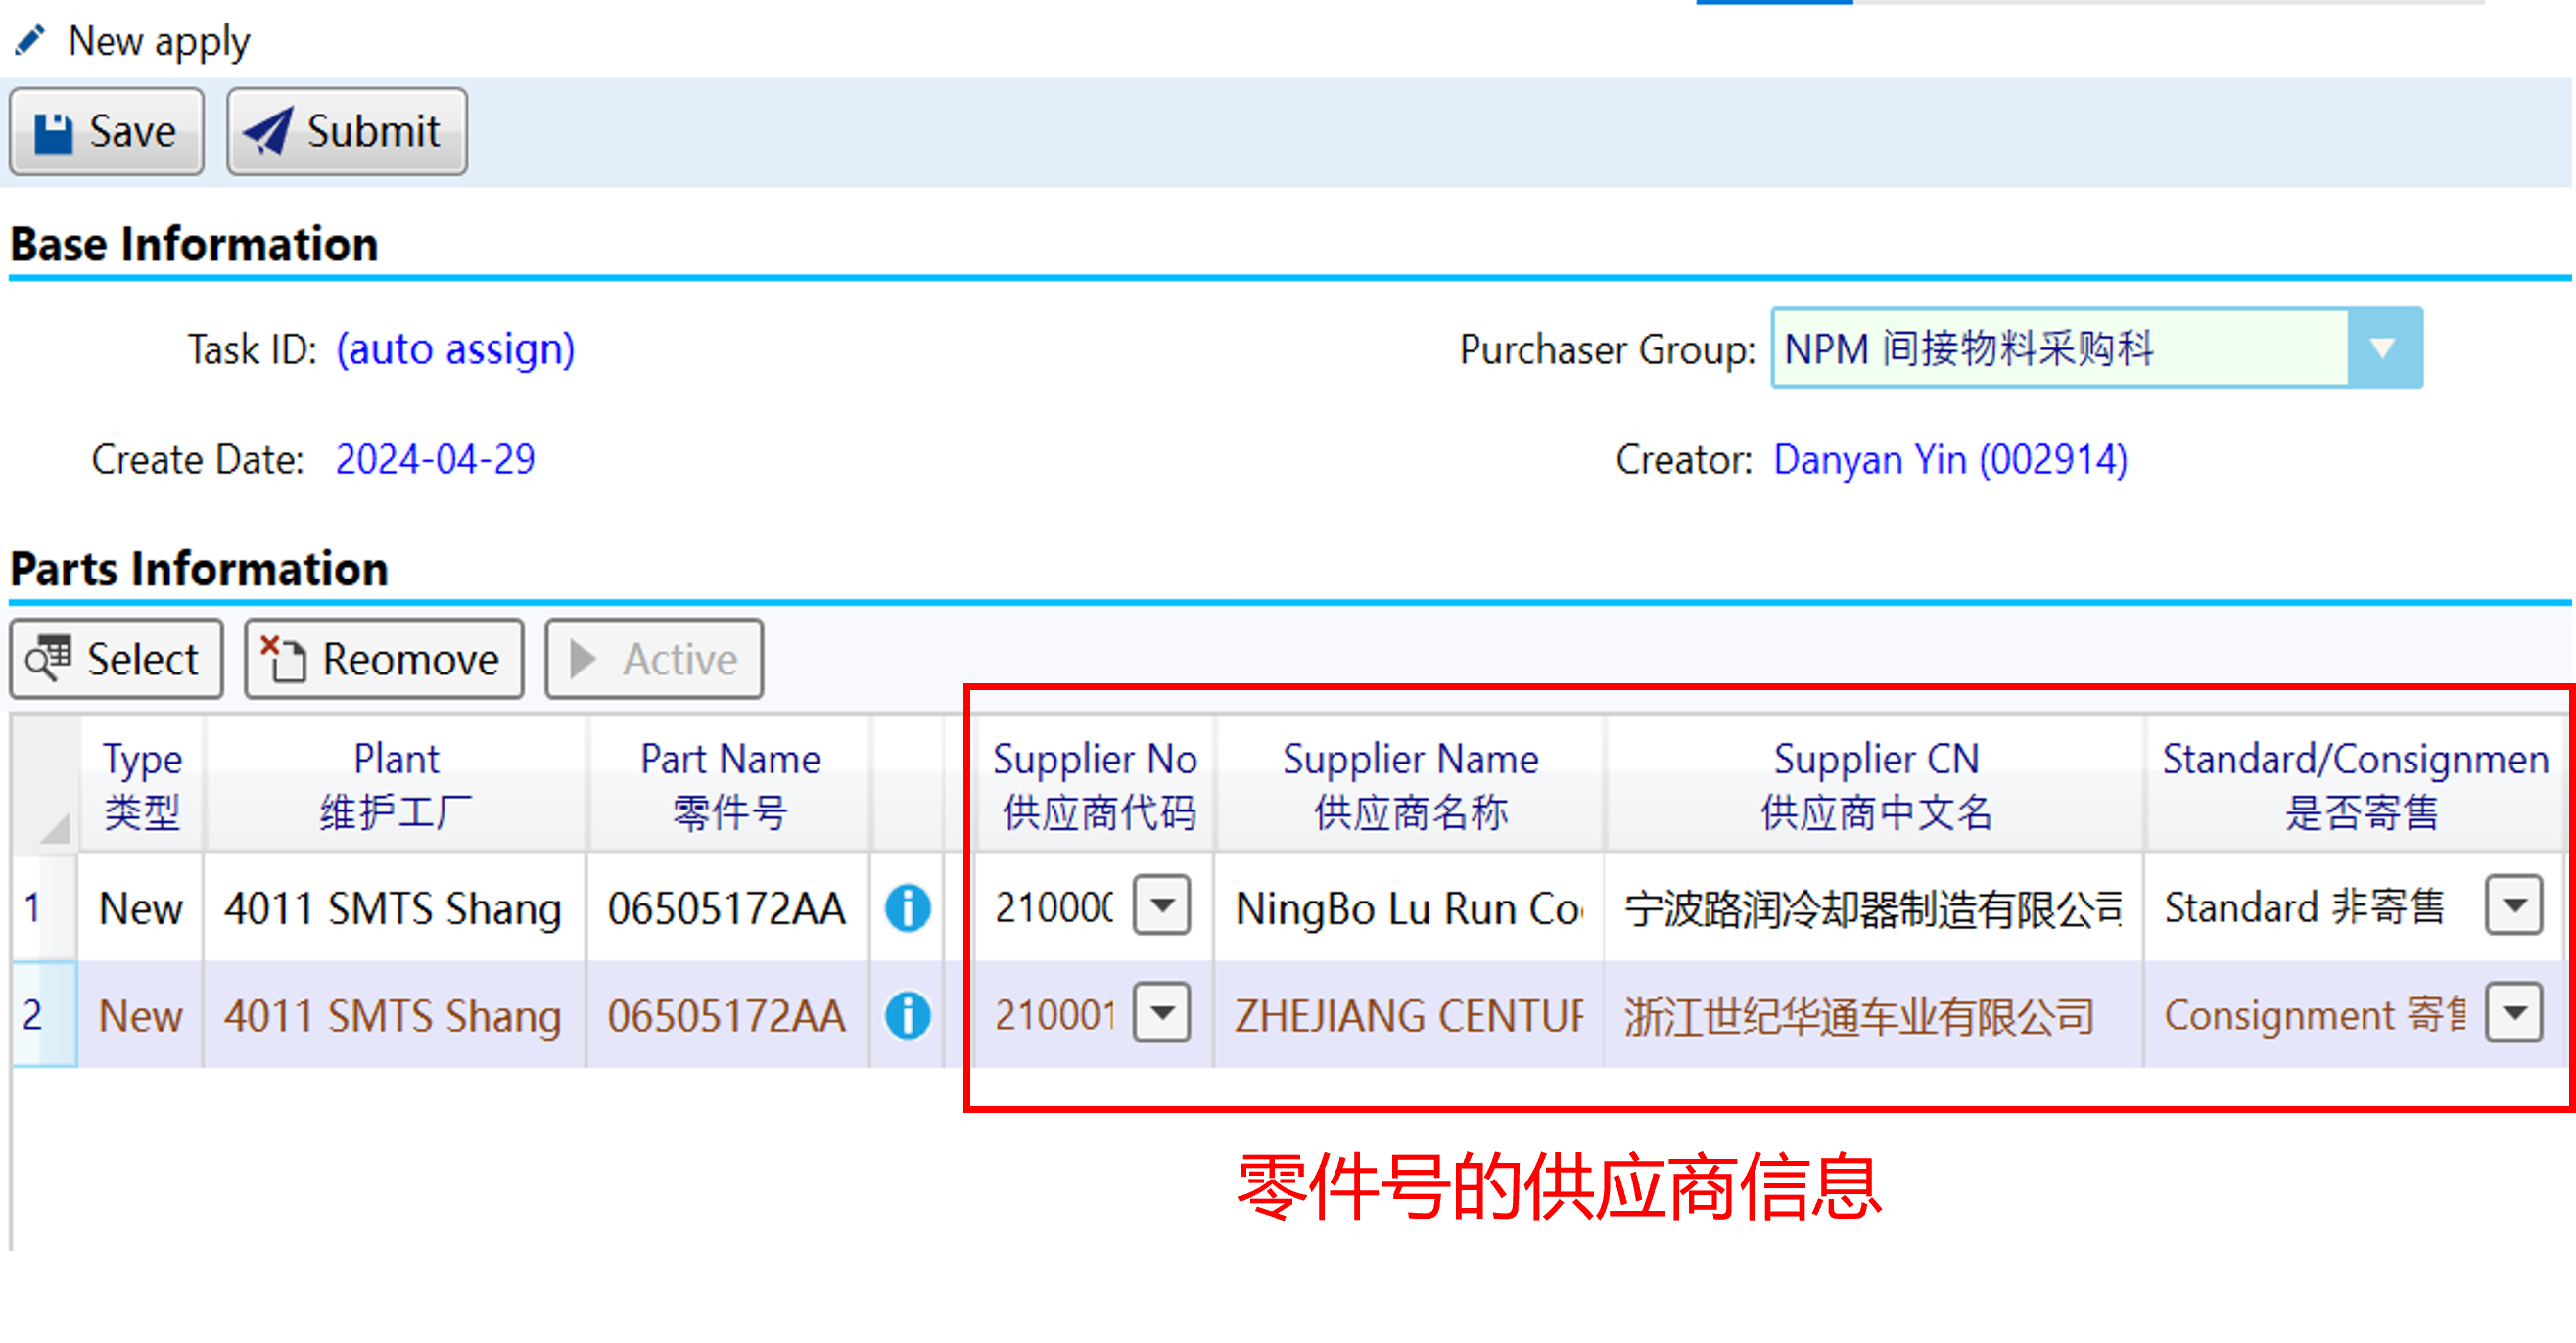 New apply
Save Submit
Base Information
Task ID: (auto assign) Purchaser Group: NPM 间接物料采购科
Create Date: 2024-04-29 Creator: Danyan Yin (002914)
Parts Information
Select Reomove Active
Type Plant Part Name Supplier No Supplier Name Supplier CN Standard/Consignmen
类型 维护工厂 零件号 供应商代码 供应商名称 供应商中文名 是否寄售
1 New 4011 SMTS Shang 06505172AA 210000 NingBo Lu Run Co 宁波路润冷却器制造有限公司 Standard 非寄售
2 New 4011 SMTS Shang 06505172AA 210001 ZHEJIANG CENTUR 浙江世纪华通车业有限公司 Consignment 寄售
零件号的供应商信息